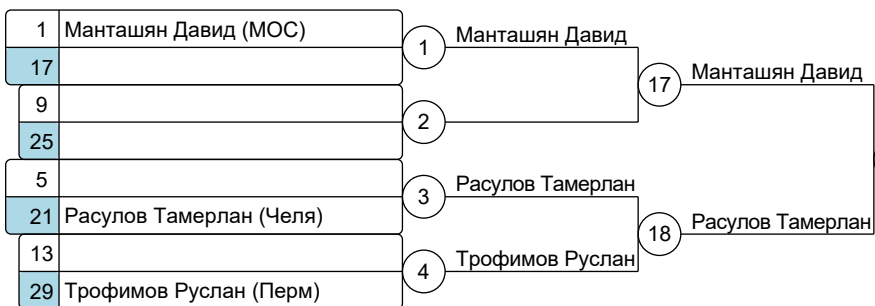 1 Манташян Давид (МОС)
17
9
25
5
21 Расулов Тамерлан (Челя)
13
29 Трофимов Руслан (Перм)
1 Манташян Давид
2
3 Расулов Тамерлан
4 Трофимов Руслан
17 Манташян Давид
18 Расулов Тамерлан